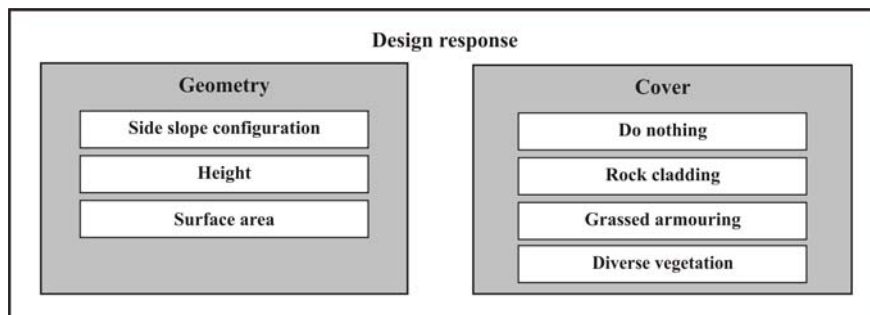 Design response
Geometry
Side slope configuration
Height
Surface area
Cover
Do nothing
Rock cladding
Grassed armouring
Diverse vegetation